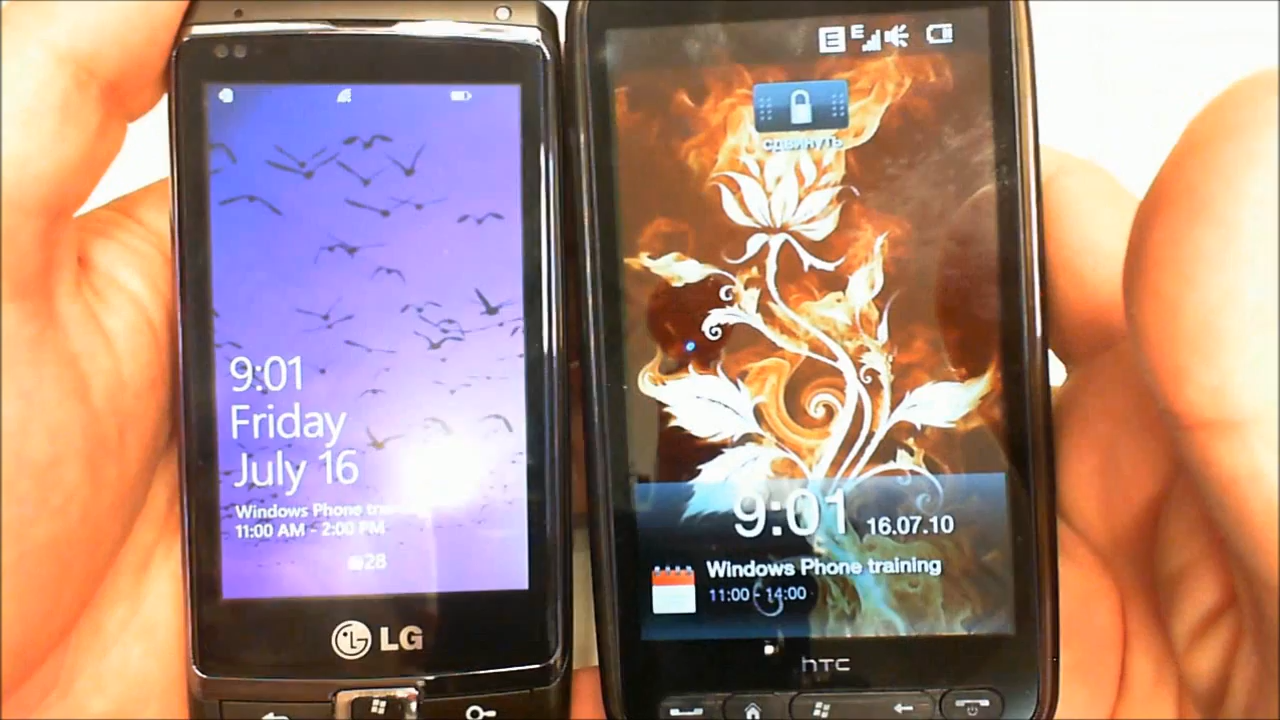 9:01
Friday
July 16
Windows Phone tra
11:00 AM - 2:00 PM
28
LG
E E
СДВИНУТЬ
9:01 16.07.10
Windows Phone training
11:00 - 14:00
hTC